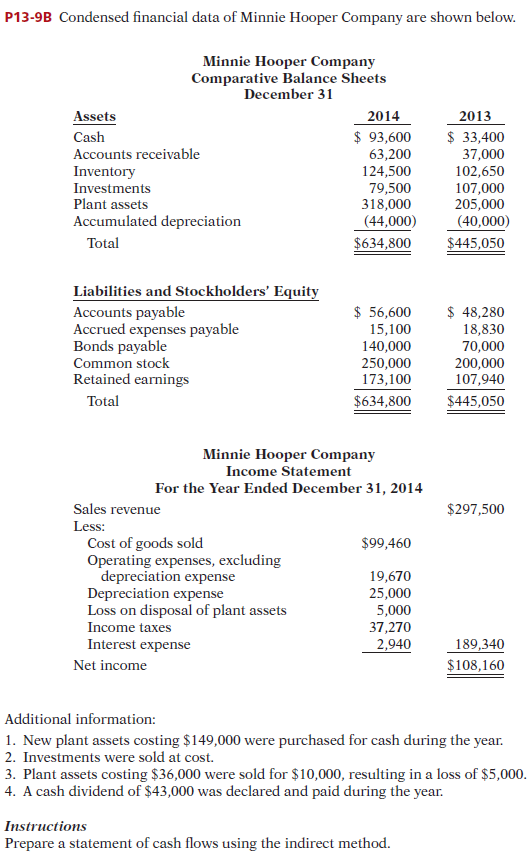 P13-9B Condensed financial data of Minnie Hooper Company are shown below.
Minnie Hooper Company
Comparative Balance Sheets
December 31
Assets 2014 2013
Cash $ 93,600 $ 33,400
Accounts receivable 63,200 37,000
Inventory 124,500 102,650
Investments 79,500 107,000
Plant assets 318,000 205,000
Accumulated depreciation (44,000) (40,000)
Total $634,800 $445,050
Liabilities and Stockholders' Equity
Accounts payable $ 56,600 $ 48,280
Accrued expenses payable 15,100 18,830
Bonds payable 140,000 70,000
Common stock 250,000 200,000
Retained earnings 173,100 107,940
Total $634,800 $445,050
Minnie Hooper Company
Income Statement
For the Year Ended December 31, 2014
Sales revenue $297,500
Less:
Cost of goods sold $99,460
Operating expenses, excluding
depreciation expense 19,670
Depreciation expense 25,000
Loss on disposal of plant assets 5,000
Income taxes 37,270
Interest expense 2,940 189,340
Net income $108,160
Additional information:
1. New plant assets costing $149,000 were purchased for cash during the year.
2. Investments were sold at cost.
3. Plant assets costing $36,000 were sold for $10,000, resulting in a loss of $5,000.
4. A cash dividend of $43,000 was declared and paid during the year.
Instructions
Prepare a statement of cash flows using the indirect method.